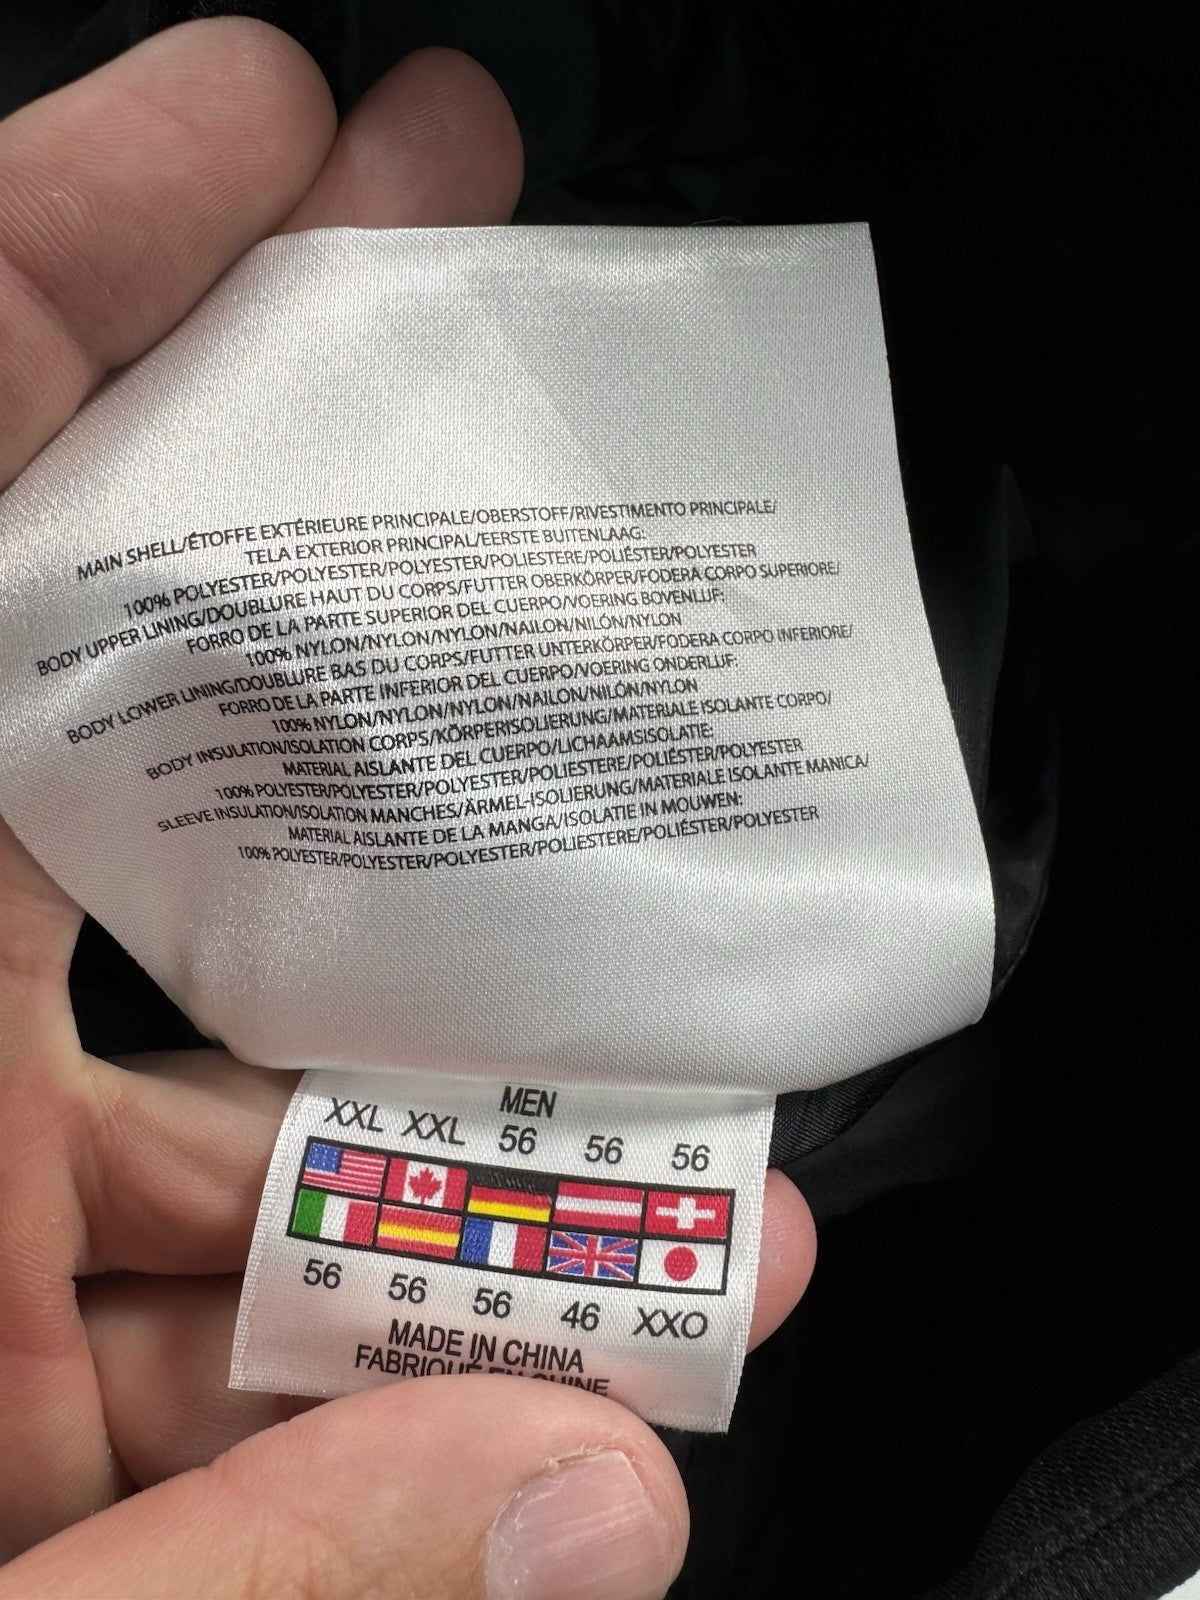 MAIN SHELL/ÉTOFFE EXTÉRIEURE PRINCIPALE/OBERSTOFF/RIVESTIMENTO PRINCIPALE/
TELA EXTERIOR PRINCIPAL/EERSTE BUITENLAAG:
100% POLYESTER/POLYESTER/POLYESTER/POLIESTERE/POLIÉSTER/POLYESTER
BODY UPPER LINING/DOUBLURE HAUT DU CORPS/FUTTER OBERKÖRPER/FODERA CORPO SUPERIORE/
FORRO DE LA PARTE SUPERIOR DEL CUERPO/VOERING BOVENLIJF:
100% NYLON/NYLON/NYLON/NAILON/NILÓN/NYLON
BODY LOWER LINING/DOUBLURE BAS DU CORPS/FUTTER UNTERKÖRPER/FODERA CORPO INFERIORE/
FORRO DE LA PARTE INFERIOR DEL CUERPO/VOERING ONDERLIJF:
100% NYLON/NYLON/NYLON/NAILON/NILÓN/NYLON
BODY INSULATION/ISOLATION CORPS/KÖRPERISOLIERUNG/MATERIALE ISOLANTE CORPO/
MATERIAL AISLANTE DEL CUERPO/LICHAAMSISOLATIE:
100% POLYESTER/POLYESTER/POLYESTER/POLIESTERE/POLIÉSTER/POLYESTER
SLEEVE INSULATION/ISOLATION MANCHES/ÄRMEL-ISOLIERUNG/MATERIALE ISOLANTE MANICA/
MATERIAL AISLANTE DE LA MANGA/ISOLATIE IN MOUWEN:
100% POLYESTER/POLYESTER/POLYESTER/POLIESTERE/POLIÉSTER/POLYESTER
MEN
XXL XXL 56 56 56
56 56 56 46 XXO
MADE IN CHINA
FABRIQUÉ EN CHINE